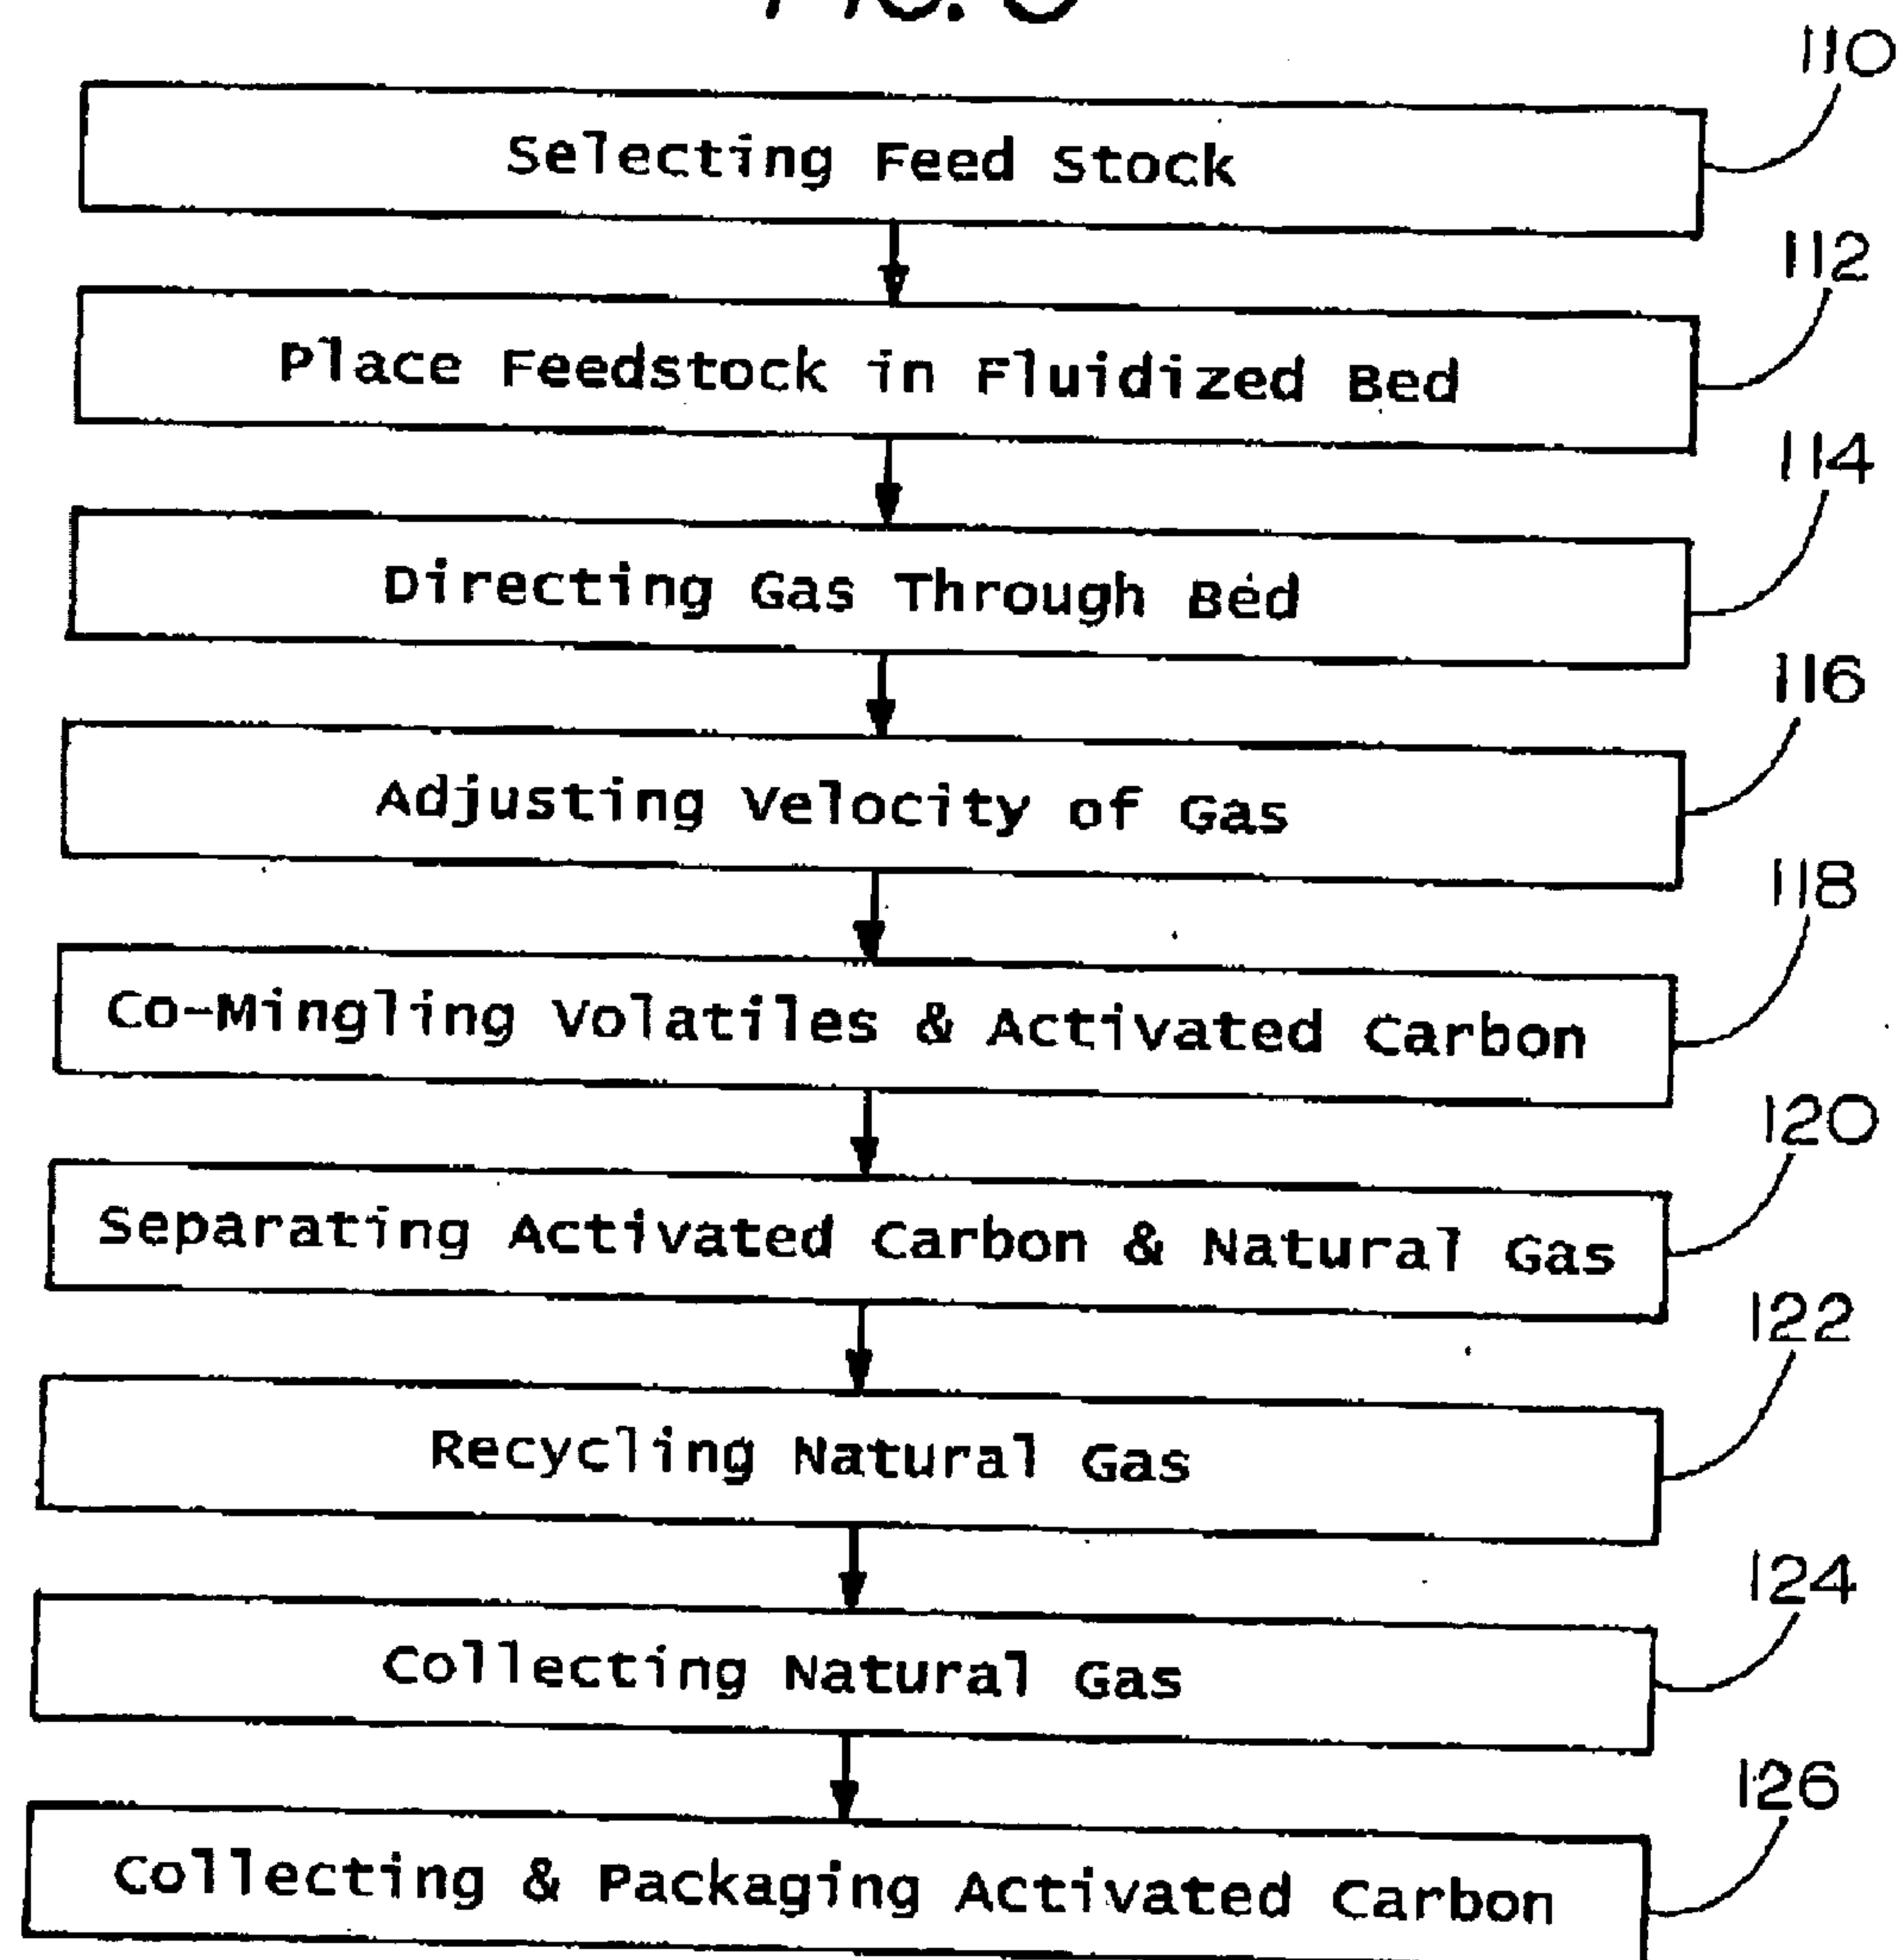 110
Selecting Feed Stock
112
Place Feedstock in Fluidized Bed
114
Directing Gas Through Bed
116
Adjusting Velocity of Gas
118
Co-Mingling Volatiles & Activated Carbon
120
Separating Activated Carbon & Natural Gas
122
Recycling Natural Gas
124
Collecting Natural Gas
126
Collecting & Packaging Activated Carbon